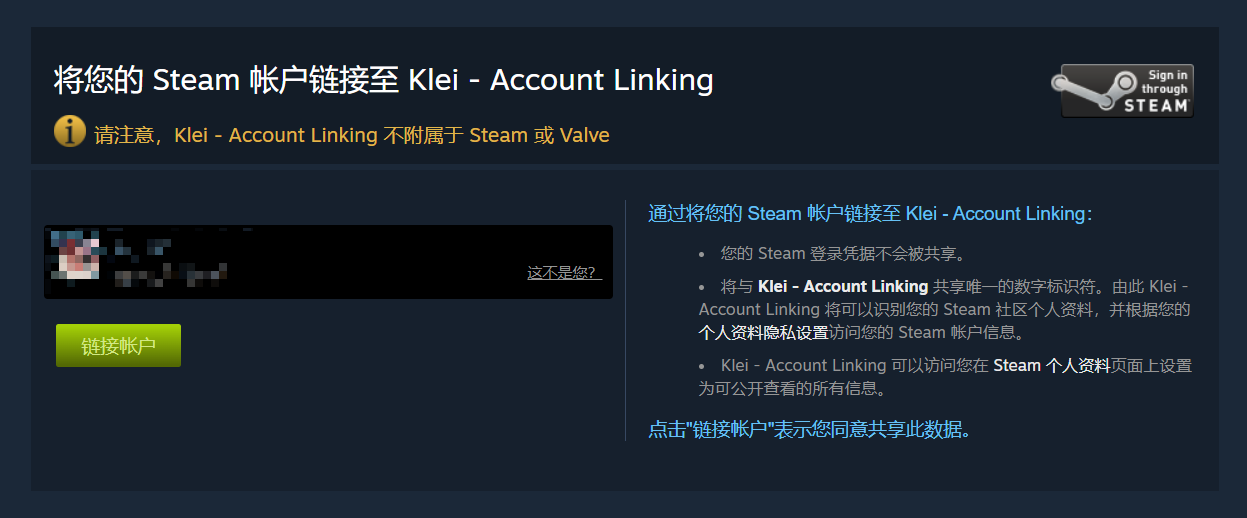 将您的 Steam 帐户链接至 Klei - Account Linking
Sign in
through
STEAM
请注意，Klei - Account Linking 不附属于 Steam 或 Valve
这不是您？
链接帐户
通过将您的 Steam 帐户链接至 Klei - Account Linking：
• 您的 Steam 登录凭据不会被共享。
• 将与 Klei - Account Linking 共享唯一的数字标识符。由此 Klei -
Account Linking 将可以识别您的 Steam 社区个人资料，并根据您的
个人资料隐私设置访问您的 Steam 帐户信息。
• Klei - Account Linking 可以访问您在 Steam 个人资料页面上设置
为可公开查看的所有信息。
点击"链接帐户"表示您同意共享此数据。